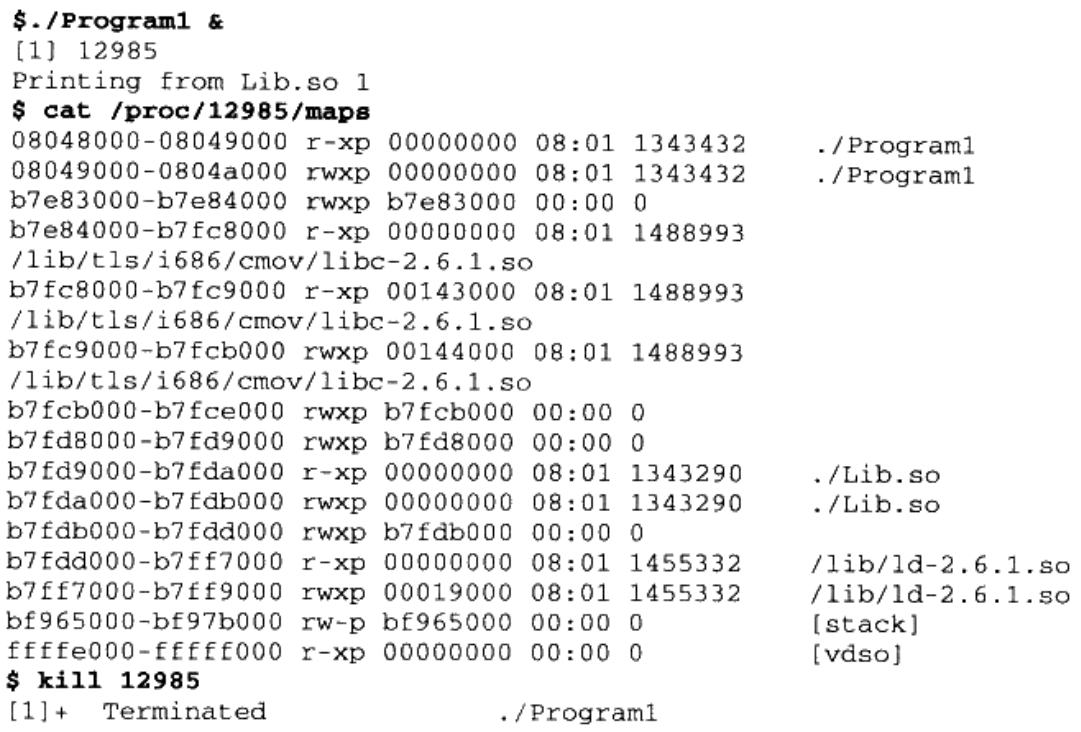 $./Program1 &
[1] 12985
Printing from Lib.so 1
$ cat /proc/12985/maps
08048000-08049000 r-xp 00000000 08:01 1343432 ./Program1
08049000-0804a000 rwxp 00000000 08:01 1343432 ./Program1
b7e83000-b7e84000 rwxp b7e83000 00:00 0
b7e84000-b7fc8000 r-xp 00000000 08:01 1488993
/lib/tls/i686/cmov/libc-2.6.1.so
b7fc8000-b7fc9000 r-xp 00143000 08:01 1488993
/lib/tls/i686/cmov/libc-2.6.1.so
b7fc9000-b7fcb000 rwxp 00144000 08:01 1488993
/lib/tls/i686/cmov/libc-2.6.1.so
b7fcb000-b7fce000 rwxp b7fcb000 00:00 0
b7fd8000-b7fd9000 rwxp b7fd8000 00:00 0
b7fd9000-b7fda000 r-xp 00000000 08:01 1343290 ./Lib.so
b7fda000-b7fdb000 rwxp 00000000 08:01 1343290 ./Lib.so
b7fdb000-b7fdd000 rwxp b7fdb000 00:00 0
b7fdd000-b7ff7000 r-xp 00000000 08:01 1455332 /lib/ld-2.6.1.so
b7ff7000-b7ff9000 rwxp 00019000 08:01 1455332 /lib/ld-2.6.1.so
bf965000-bf97b000 rw-p bf965000 00:00 0 [stack]
ffffe000-fffff000 r-xp 00000000 00:00 0 [vdso]
$ kill 12985
[1]+ Terminated ./Program1